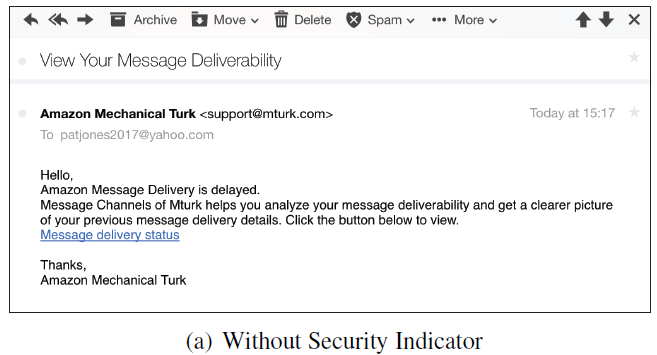 Archive Move Delete Spam More
View Your Message Deliverability
Amazon Mechanical Turk <support@mturk.com> Today at 15:17
To patjones2017@yahoo.com
Hello,
Amazon Message Delivery is delayed.
Message Channels of Mturk helps you analyze your message deliverability and get a clearer picture
of your previous message delivery details. Click the button below to view.
Message delivery status
Thanks,
Amazon Mechanical Turk
(a) Without Security Indicator